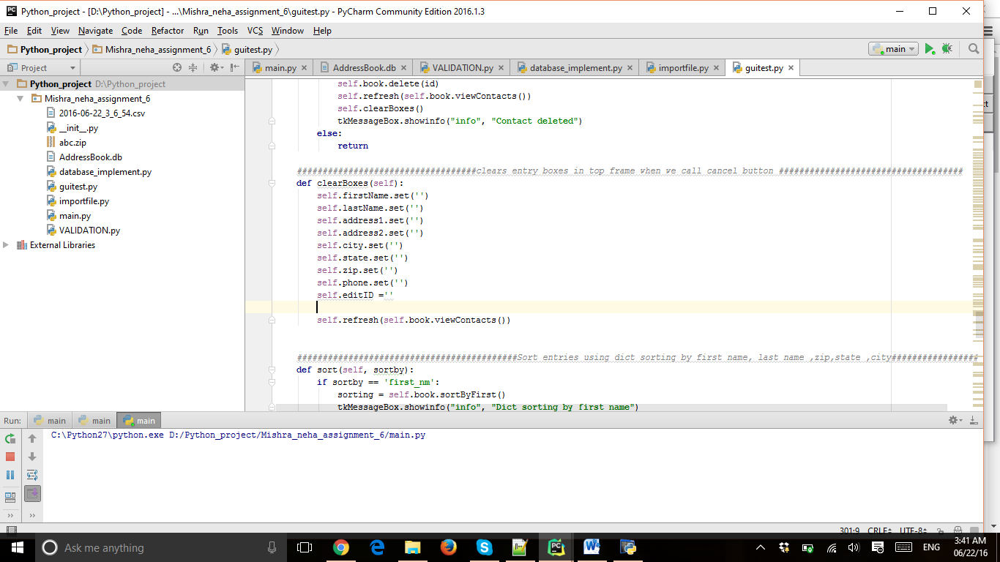 Python_project - [D:\Python_project] - ...\Mishra_neha_assignment_6\guitest.py - PyCharm Community Edition 2016.1.3
File Edit View Navigate Code Refactor Run Tools VCS Window Help
Python_project Mishra_neha_assignment_6 guitest.py main
Project main.py AddressBook.db VALIDATION.py database_implement.py importfile.py guitest.py
Python_project D:\Python_project
Mishra_neha_assignment_6
2016-06-22_3_6_54.csv
__init__.py
abc.zip
AddressBook.db
database_implement.py
guitest.py
importfile.py
main.py
VALIDATION.py
External Libraries
self.book.delete(id)
self.refresh(self.book.viewContacts())
self.clearBoxes()
tkMessageBox.showinfo("info", "Contact deleted")
else:
return
###################################clears entry boxes in top frame when we call cancel button ####################################
def clearBoxes(self):
self.firstName.set('')
self.lastName.set('')
self.address1.set('')
self.address2.set('')
self.city.set('')
self.state.set('')
self.zip.set('')
self.phone.set('')
self.editID =''
self.refresh(self.book.viewContacts())
###########################################Sort entries using dict sorting by first name, last name ,zip,state ,city#################
def sort(self, sortby):
if sortby == 'first_nm':
sorting = self.book.sortByFirst()
tkMessageBox.showinfo("info", "Dict sorting by first name")
Run: main main main
C:\Python27\python.exe D:/Python_project/Mishra_neha_assignment_6/main.py
301:9 CRLF UTF-8
Ask me anything
ENG
3:41 AM
06/22/16